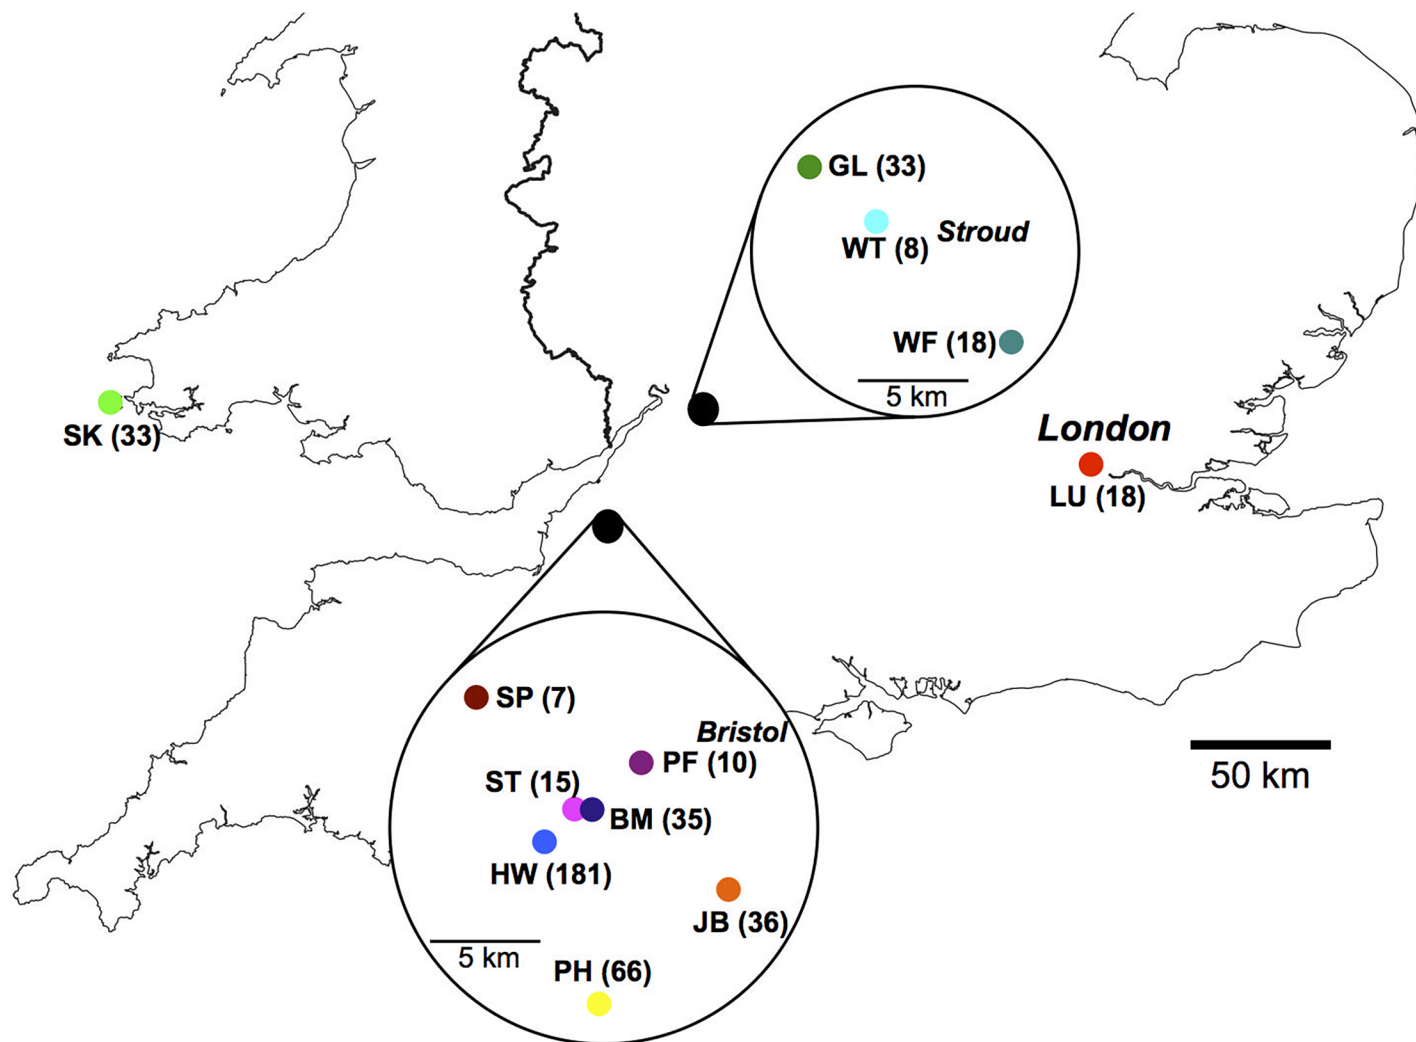 GL (33)
WT (8)
Stroud
WF (18)
5 km
SK (33)
London
LU (18)
SP (7)
Bristol
PF (10)
ST (15)
BM (35)
HW (181)
JB (36)
5 km
PH (66)
50 km